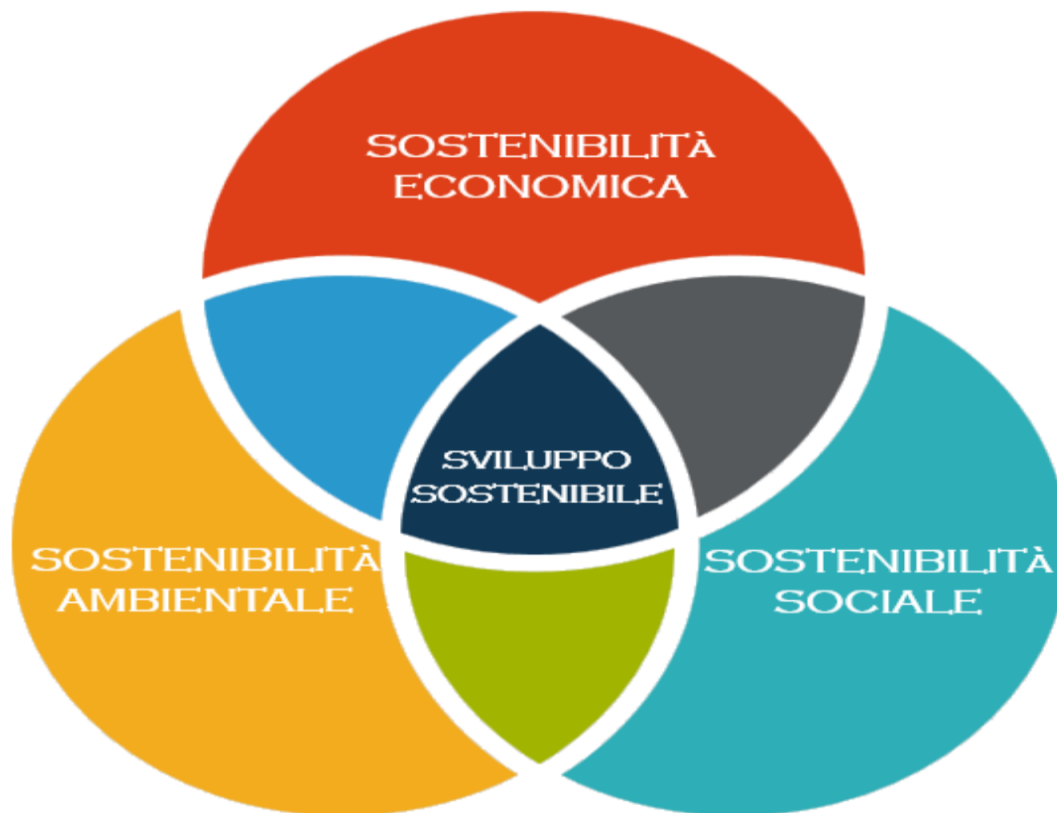 SOSTENIBILITà
ECONOMICA
SVILUPPO
SOSTENIBILE
SOSTENIBILITà
AMBIENTALE
SOSTENIBILITà
SOCIALE